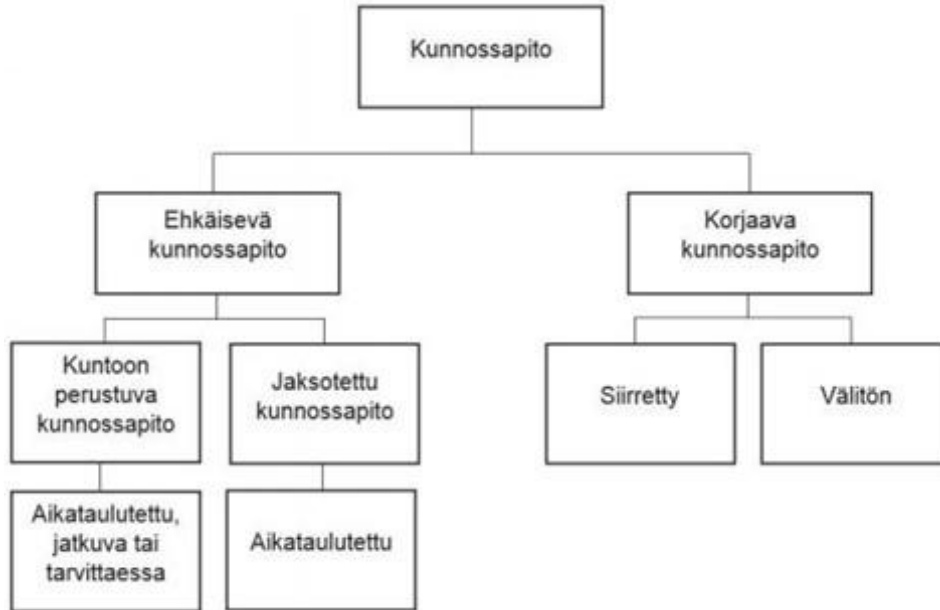 Kunnossapito
Ehkäisevä
kunnossapito
Korjaava
kunnossapito
Kuntoon
perustuva
kunnossapito
Jaksotettu
kunnossapito
Siirretty
Välitön
Aikataulutettu,
jatkuva tai
tarvittaessa
Aikataulutettu